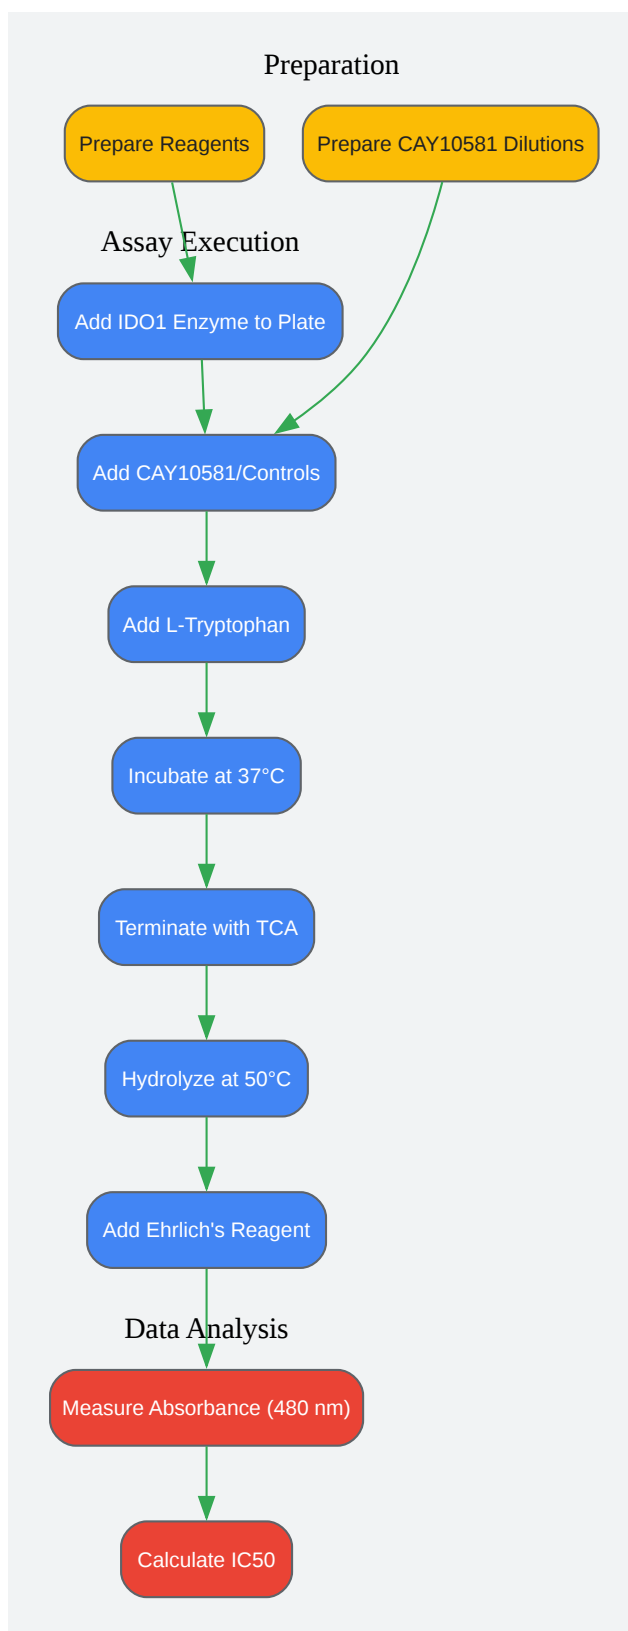 Preparation
Prepare Reagents
Prepare CAY10581 Dilutions
Assay Execution
Add IDO1 Enzyme to Plate
Add CAY10581/Controls
Add L-Tryptophan
Incubate at 37°C
Terminate with TCA
Hydrolyze at 50°C
Add Ehrlich's Reagent
Data Analysis
Measure Absorbance (480 nm)
Calculate IC50